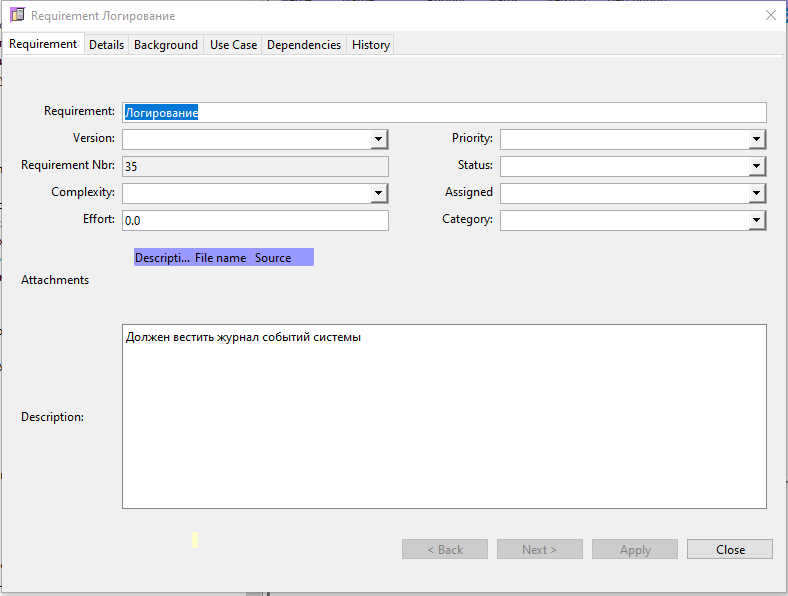 Requirement Логирование
Requirement Details Background Use Case Dependencies History
Requirement: Логирование
Version: Priority:
Requirement Nbr: 35 Status:
Complexity: Assigned
Effort: 0.0 Category:
Descripti... File name Source
Attachments
Должен вестить журнал событий системы
Description:
< Back Next > Apply Close